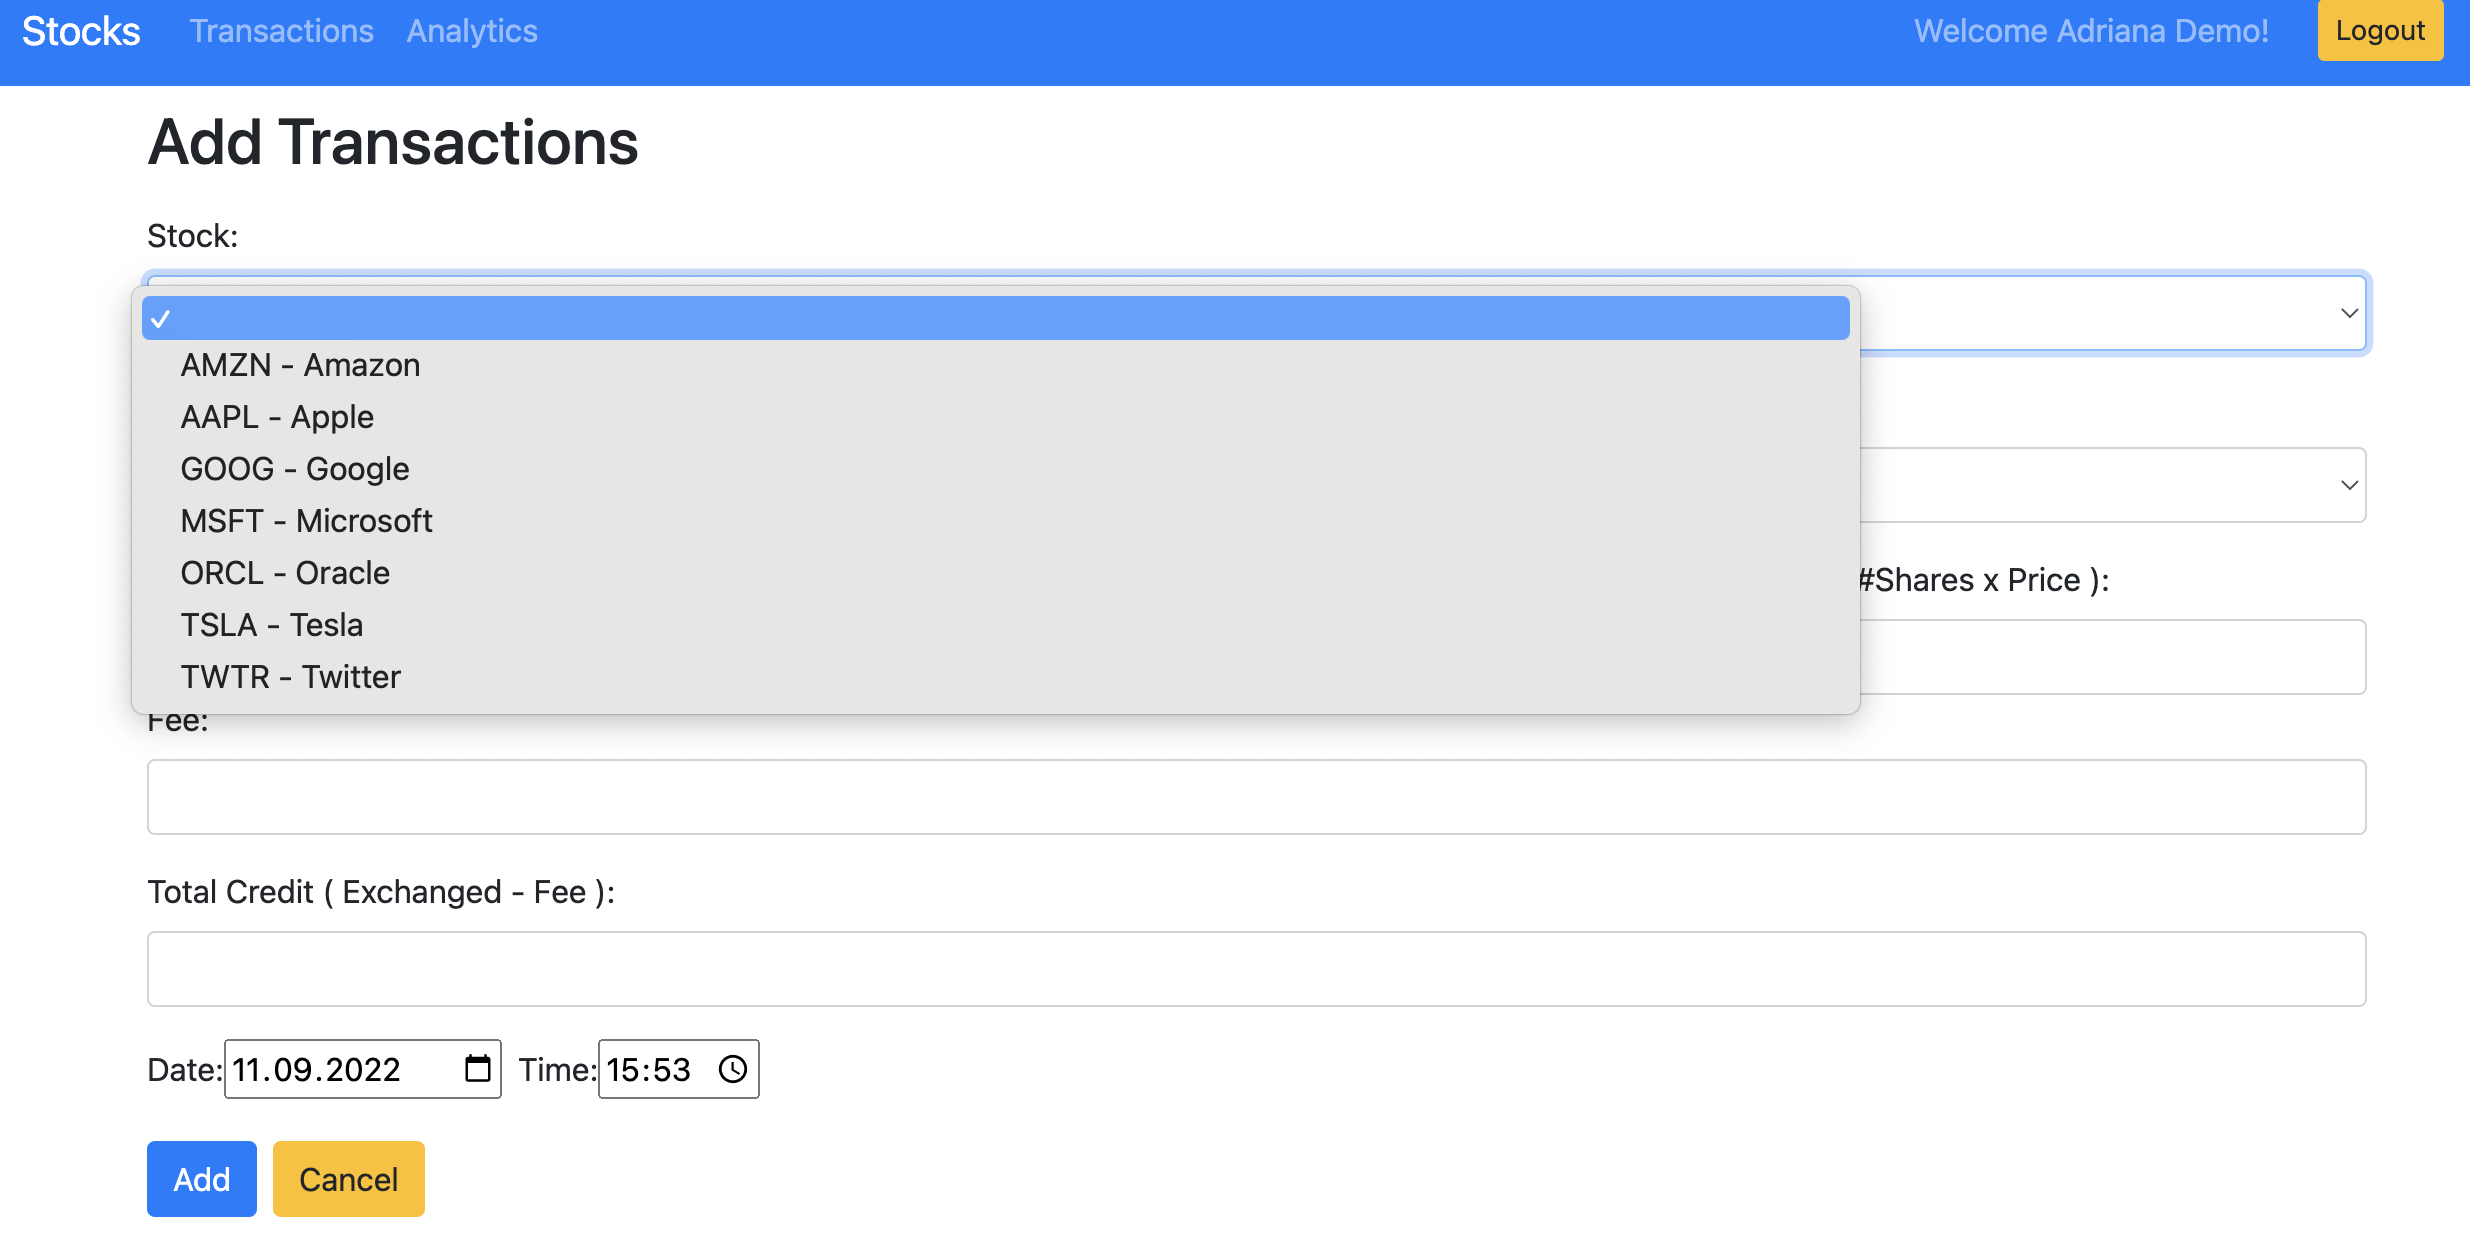 Stocks Transactions Analytics Welcome Adriana Demo! Logout
Add Transactions
Stock:
AMZN - Amazon
AAPL - Apple
GOOG - Google
MSFT - Microsoft
ORCL - Oracle
#Shares x Price ):
TSLA - Tesla
TWTR - Twitter
Fee:
Total Credit ( Exchanged - Fee ):
Date: 11.09.2022 Time: 15:53
Add Cancel